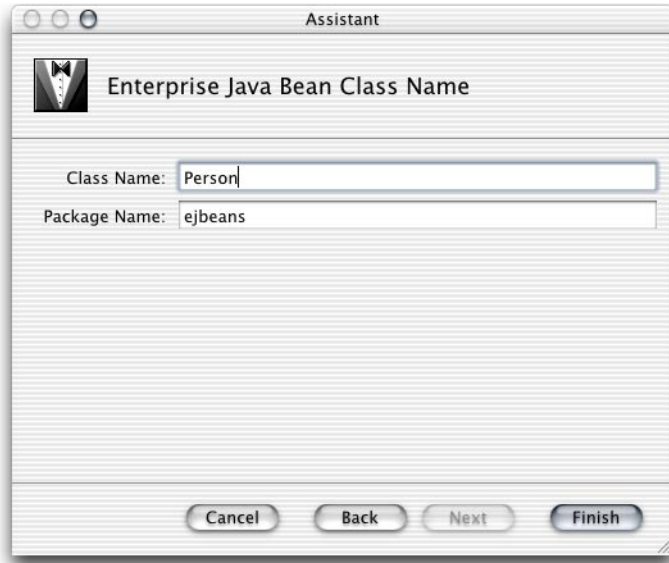 Assistant
Enterprise Java Bean Class Name
Class Name: Person
Package Name: ejbeans
Cancel Back Next Finish